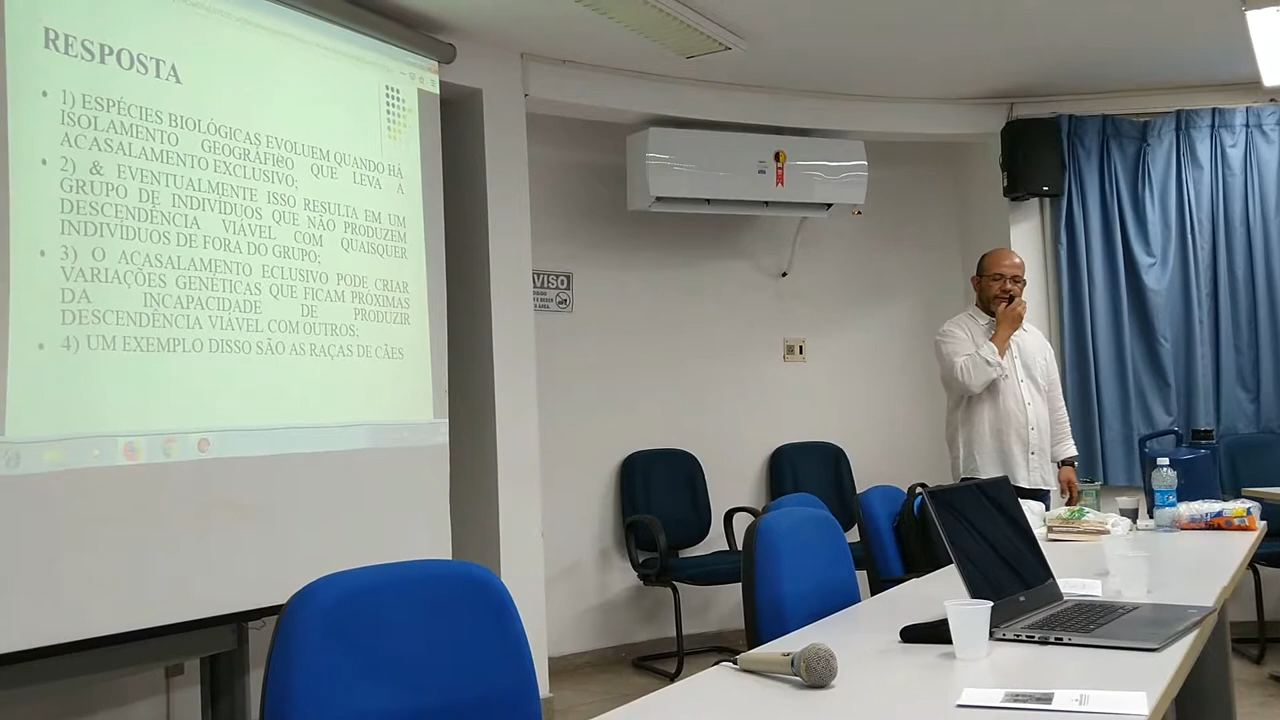 RESPOSTA
• 1) ESPÉCIES BIOLÓGICAS EVOLUEM QUANDO HÁ
ISOLAMENTO GEOGRÁFICO QUE LEVA A
ACASALAMENTO EXCLUSIVO;
• 2) & EVENTUALMENTE ISSO RESULTA EM UM
GRUPO DE INDIVÍDUOS QUE NÃO PRODUZEM
DESCENDÊNCIA VIÁVEL COM QUAISQUER
INDIVÍDUOS DE FORA DO GRUPO;
• 3) O ACASALAMENTO ECLUSIVO PODE CRIAR
VARIAÇÕES GENÉTICAS QUE FICAM PROXIMAS
DA INCAPACIDADE DE PRODUZIR
DESCENDÊNCIA VIÁVEL COM OUTROS;
• 4) UM EXEMPLO DISSO SÃO AS RAÇAS DE CÃES
VISO